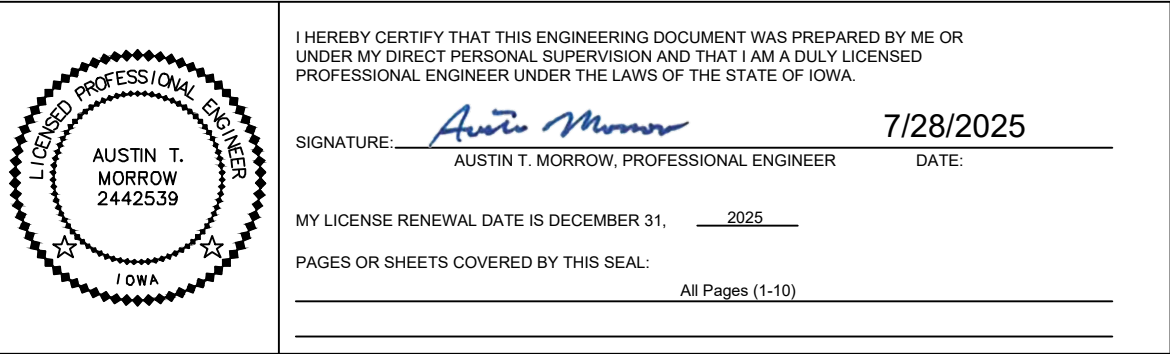 LICENSED PROFESSIONAL ENGINEER
AUSTIN T.
MORROW
2442539
IOWA
I HEREBY CERTIFY THAT THIS ENGINEERING DOCUMENT WAS PREPARED BY ME OR
UNDER MY DIRECT PERSONAL SUPERVISION AND THAT I AM A DULY LICENSED
PROFESSIONAL ENGINEER UNDER THE LAWS OF THE STATE OF IOWA.
SIGNATURE: Austin Morrow 7/28/2025
AUSTIN T. MORROW, PROFESSIONAL ENGINEER DATE:
MY LICENSE RENEWAL DATE IS DECEMBER 31, 2025
PAGES OR SHEETS COVERED BY THIS SEAL:
All Pages (1-10)